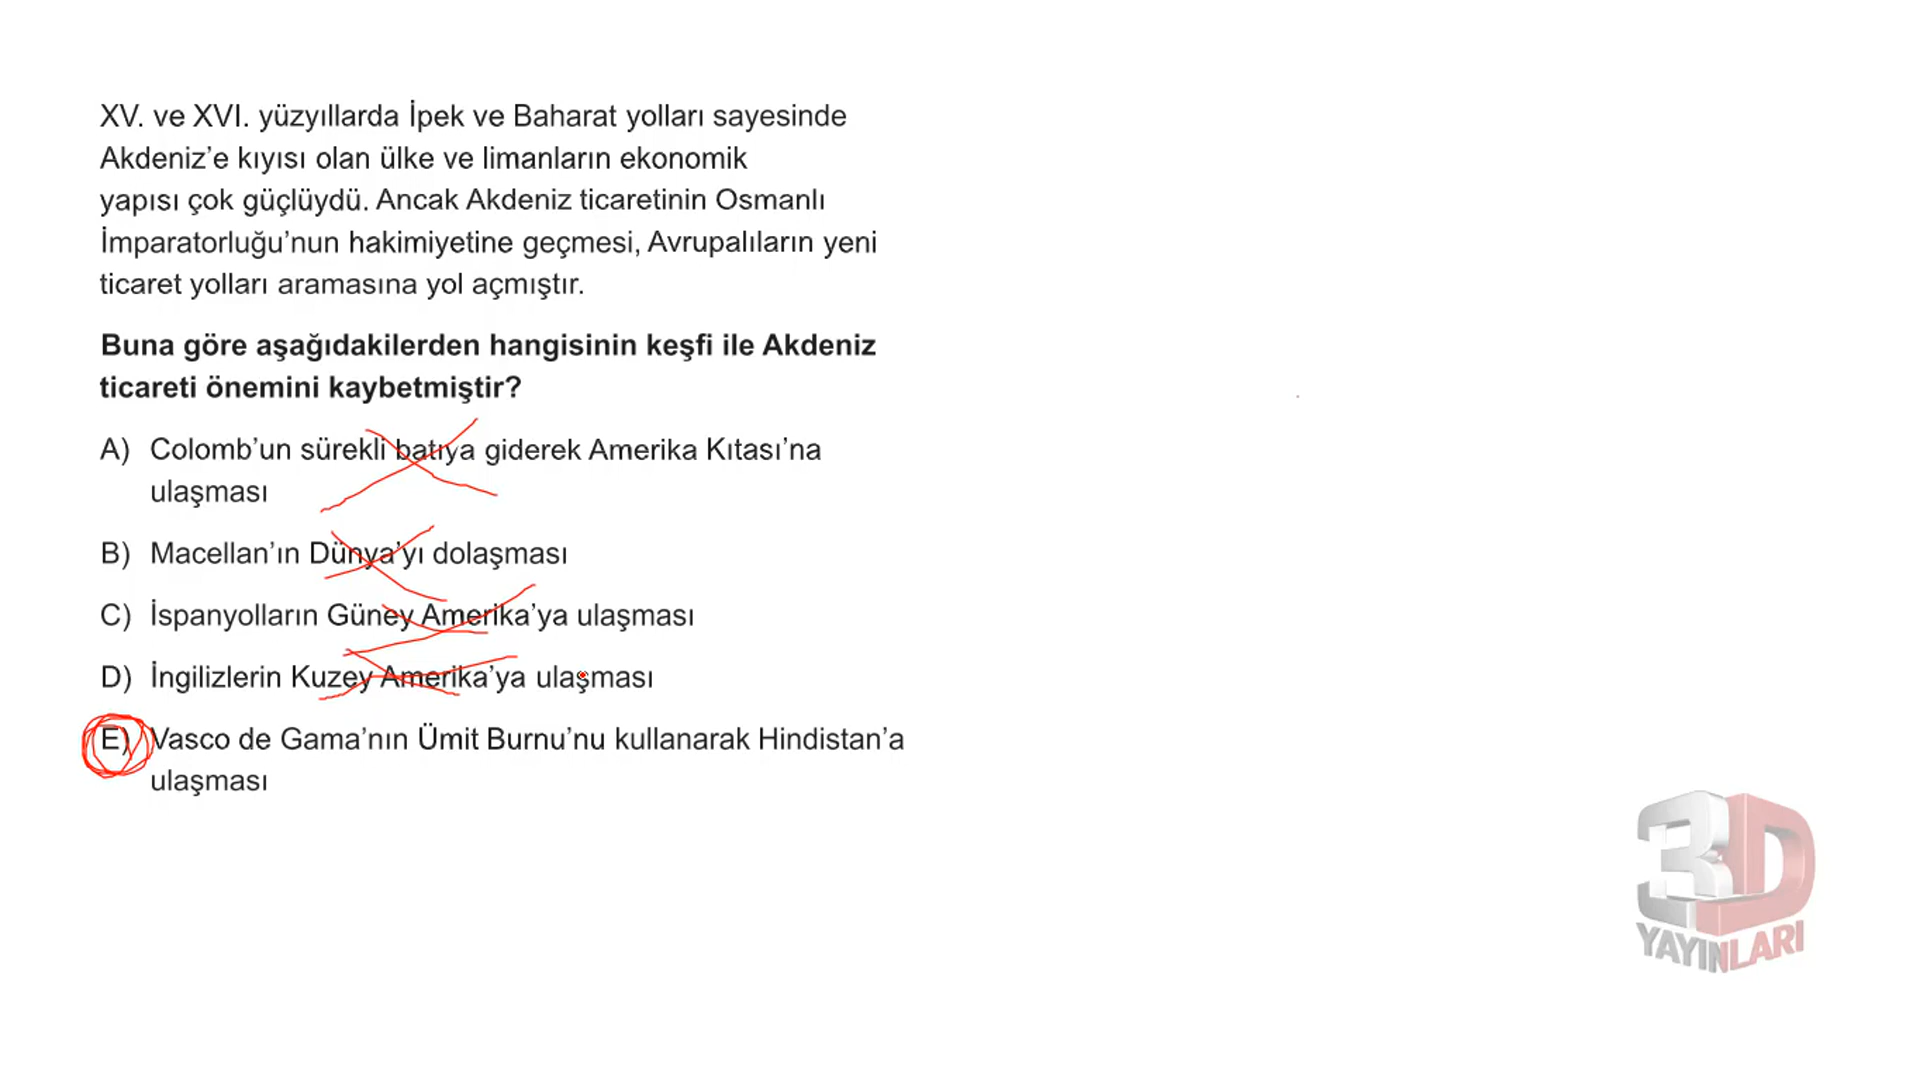 XV. ve XVI. yüzyıllarda İpek ve Baharat yolları sayesinde
Akdeniz’e kıyısı olan ülke ve limanların ekonomik
yapısı çok güçlüydü. Ancak Akdeniz ticaretinin Osmanlı
İmparatorluğu’nun hakimiyetine geçmesi, Avrupalıların yeni
ticaret yolları aramasına yol açmıştır.
Buna göre aşağıdakilerden hangisinin keşfi ile Akdeniz
ticareti önemini kaybetmiştir?
A) Colomb’un sürekli batıya giderek Amerika Kıtası’na
ulaşması
B) Macellan’ın Dünya’yı dolaşması
C) İspanyolların Güney Amerika’ya ulaşması
D) İngilizlerin Kuzey Amerika’ya ulaşması
E) Vasco de Gama’nın Ümit Burnu’nu kullanarak Hindistan’a
ulaşması
3D
YAYINLARI